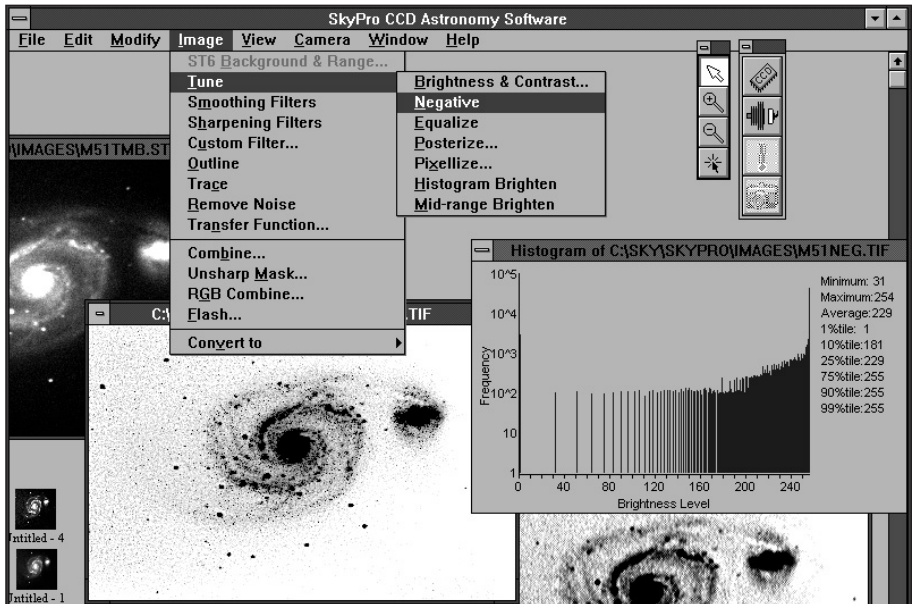 SkyPro CCD Astronomy Software
File Edit Modify Image View Camera Window Help
ST6 Background & Range...
Tune
Smoothing Filters
Sharpening Filters
Custom Filter...
Outline
Trace
Remove Noise
Transfer Function...
Combine...
Unsharp Mask...
RGB Combine...
Flash...
Convert to
Brightness & Contrast...
Negative
Equalize
Posterize...
Pixellize...
Histogram Brighten
Mid-range Brighten
CCD
\IMAGES\M51TMB.ST
C:\
.TIF
Histogram of C:\SKY\SKYPRO\IMAGES\M51NEG.TIF
Frequency
10^5
10^4
10^3
10^2
10
1
0 40 80 120 160 200 240
Brightness Level
Minimum: 31
Maximum:254
Average:229
1%tile: 1
10%tile:181
25%tile:229
75%tile:255
90%tile:255
99%tile:255
Untitled - 4
Untitled - 1